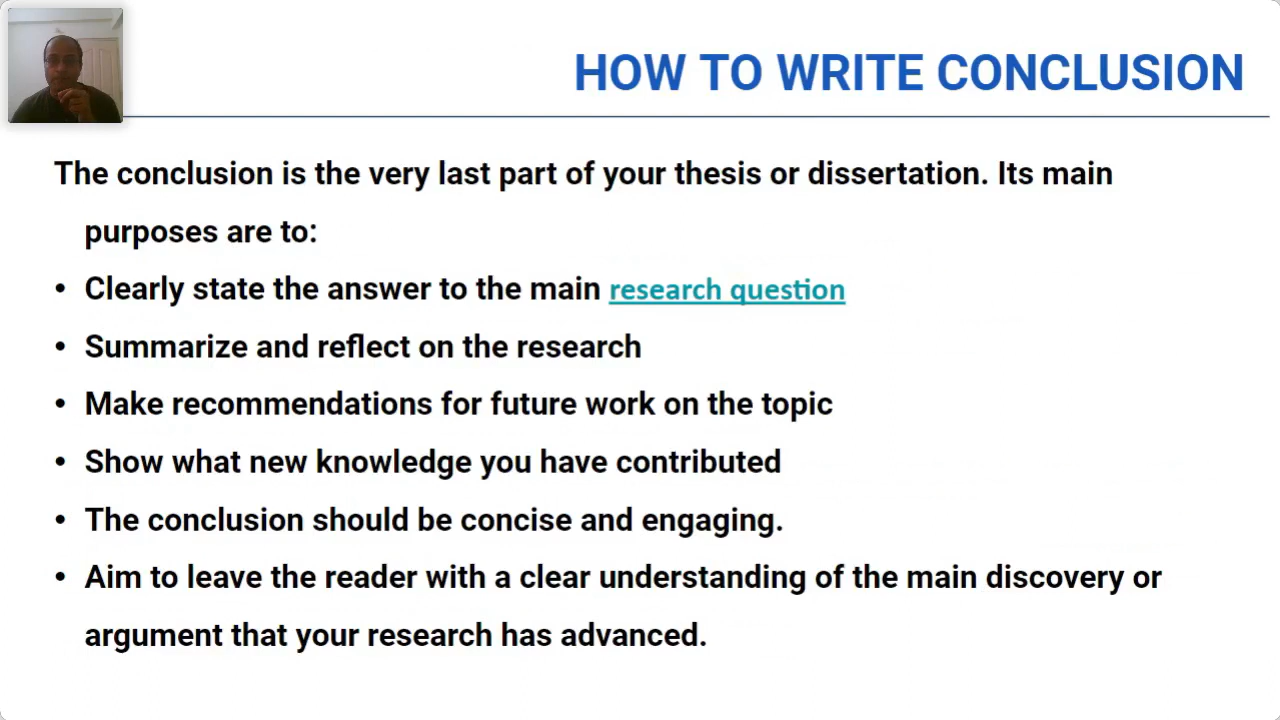 HOW TO WRITE CONCLUSION
The conclusion is the very last part of your thesis or dissertation. Its main
purposes are to:
• Clearly state the answer to the main research question
• Summarize and reflect on the research
• Make recommendations for future work on the topic
• Show what new knowledge you have contributed
• The conclusion should be concise and engaging.
• Aim to leave the reader with a clear understanding of the main discovery or
argument that your research has advanced.